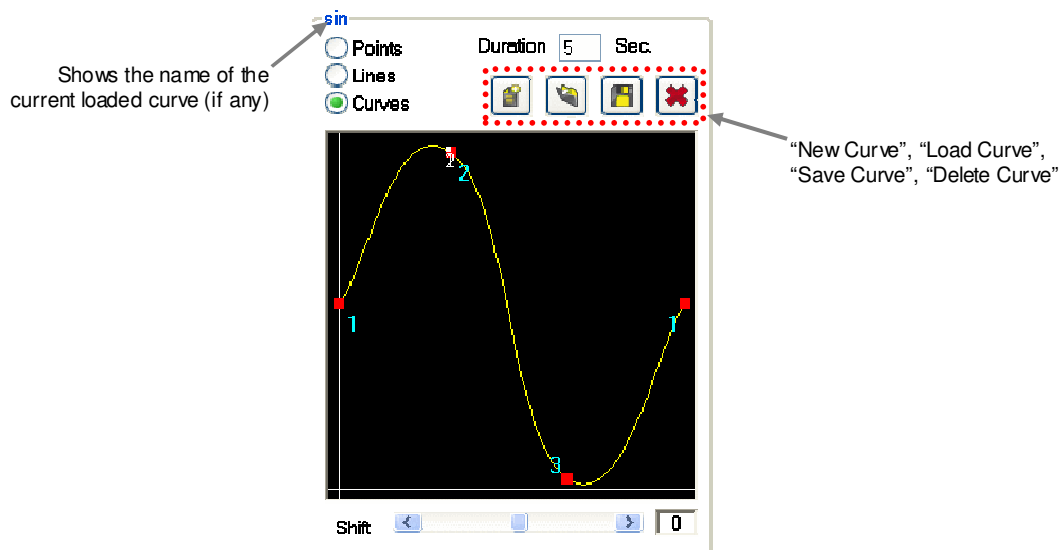 sin
Points
Duration 5 Sec.
Lines
Curves
Shows the name of the
current loaded curve (if any)
“New Curve”, “Load Curve”,
“Save Curve”, “Delete Curve”
2
1
1
3
Shift 0